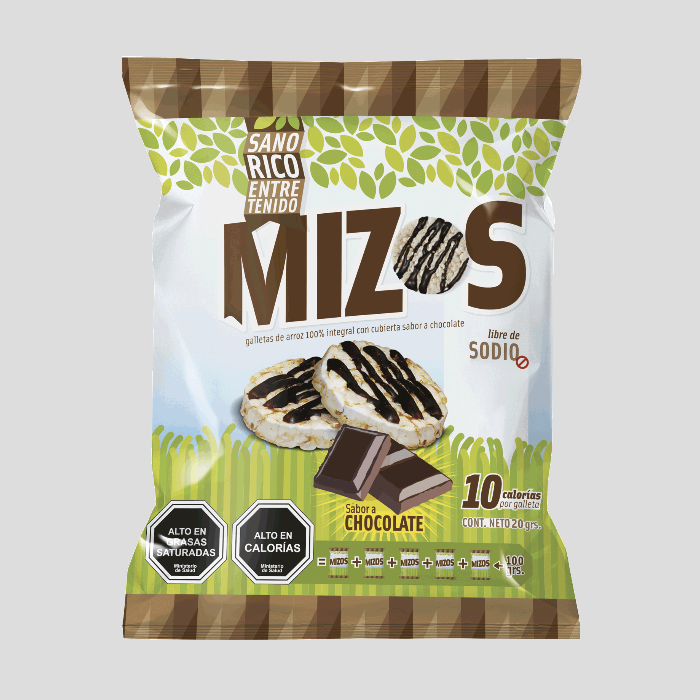 SANO
RICO
ENTRE
TENIDO
MIZOS
galletas de arroz 100% integral con cubierta sabor a chocolate
libre de
SODIO
Sabor a
CHOCOLATE
10 calorías
por galleta
CONT. NETO 20 grs.
ALTO EN
GRASAS
SATURADAS
Ministerio
de Salud
ALTO EN
CALORÍAS
Ministerio
de Salud
= MIZOS + MIZOS + MIZOS + MIZOS + MIZOS 100
grs.